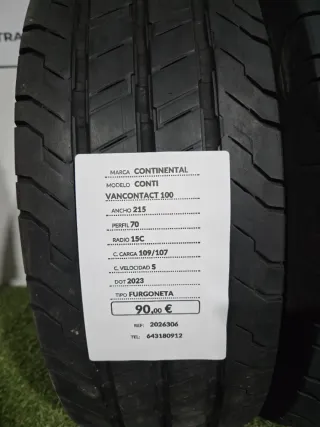 TRA
MARCA CONTINENTAL
MODELO CONTI
VANCONTACT 100
ANCHO 215
PERFIL 70
RADIO 15C
C. CARGA 109/107
C. VELOCIDAD S
DOT 2023
TIPO FURGONETA
90,00 €
REF: 2026306
TEL: 643180912